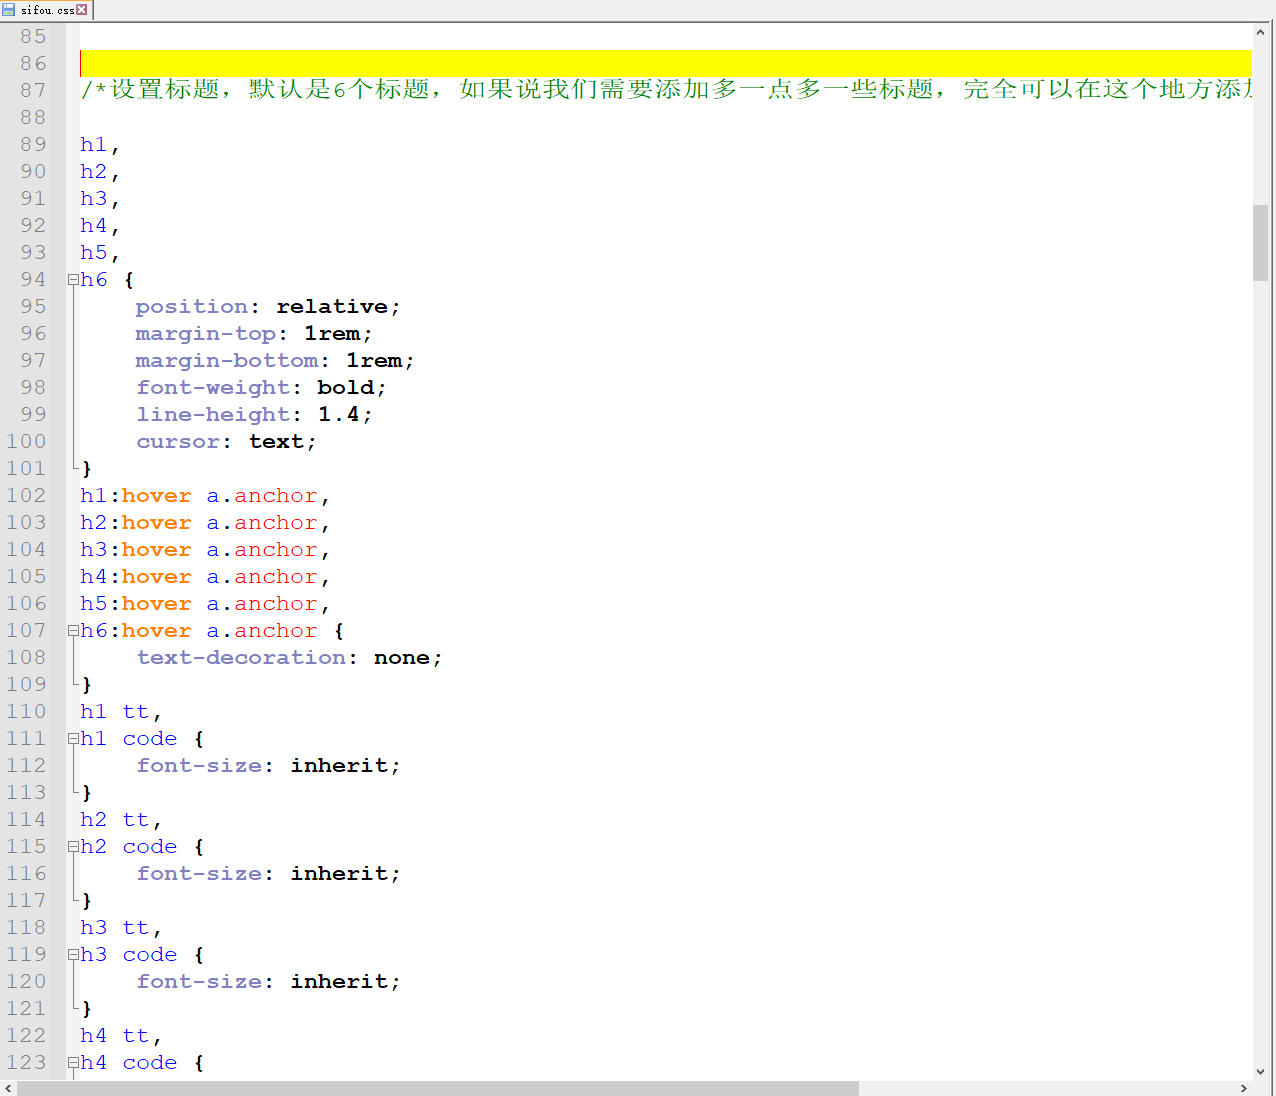 sifou.css
85
86
87 /*设置标题，默认是6个标题，如果说我们需要添加多一点多一些标题，完全可以在这个地方添加
88
89 h1,
90 h2,
91 h3,
92 h4,
93 h5,
94 h6 {
95 position: relative;
96 margin-top: 1rem;
97 margin-bottom: 1rem;
98 font-weight: bold;
99 line-height: 1.4;
100 cursor: text;
101 }
102 h1:hover a.anchor,
103 h2:hover a.anchor,
104 h3:hover a.anchor,
105 h4:hover a.anchor,
106 h5:hover a.anchor,
107 h6:hover a.anchor {
108 text-decoration: none;
109 }
110 h1 tt,
111 h1 code {
112 font-size: inherit;
113 }
114 h2 tt,
115 h2 code {
116 font-size: inherit;
117 }
118 h3 tt,
119 h3 code {
120 font-size: inherit;
121 }
122 h4 tt,
123 h4 code {